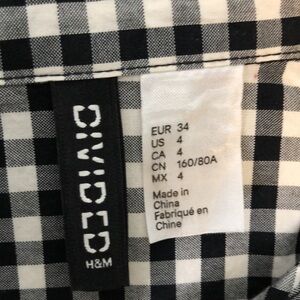 DIVIDED
H&M
EUR 34
US 4
CA 4
CN 160/80A
MX 4
Made in
China
Fabriqué en
Chine